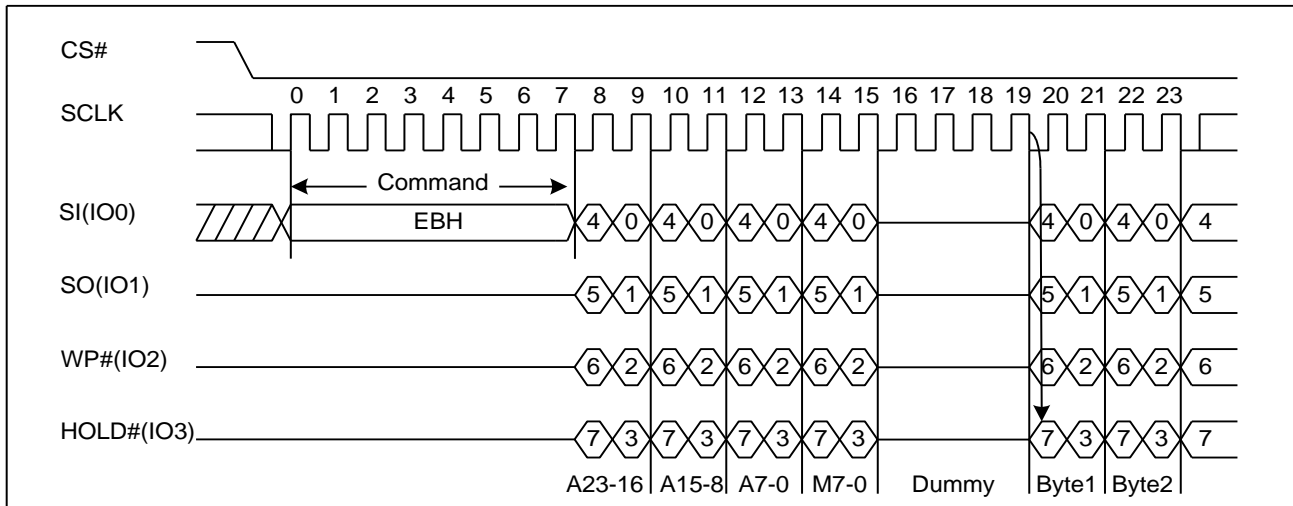 CS#
0 1 2 3 4 5 6 7 8 9 10 11 12 13 14 15 16 17 18 19 20 21 22 23
SCLK
Command
SI(IO0) EBH 4 0 4 0 4 0 4 0 4 0 4 0 4
SO(IO1) 5 1 5 1 5 1 5 1 5 1 5 1 5
WP#(IO2) 6 2 6 2 6 2 6 2 6 2 6 2 6
HOLD#(IO3) 7 3 7 3 7 3 7 3 7 3 7 3 7
A23-16 A15-8 A7-0 M7-0 Dummy Byte1 Byte2